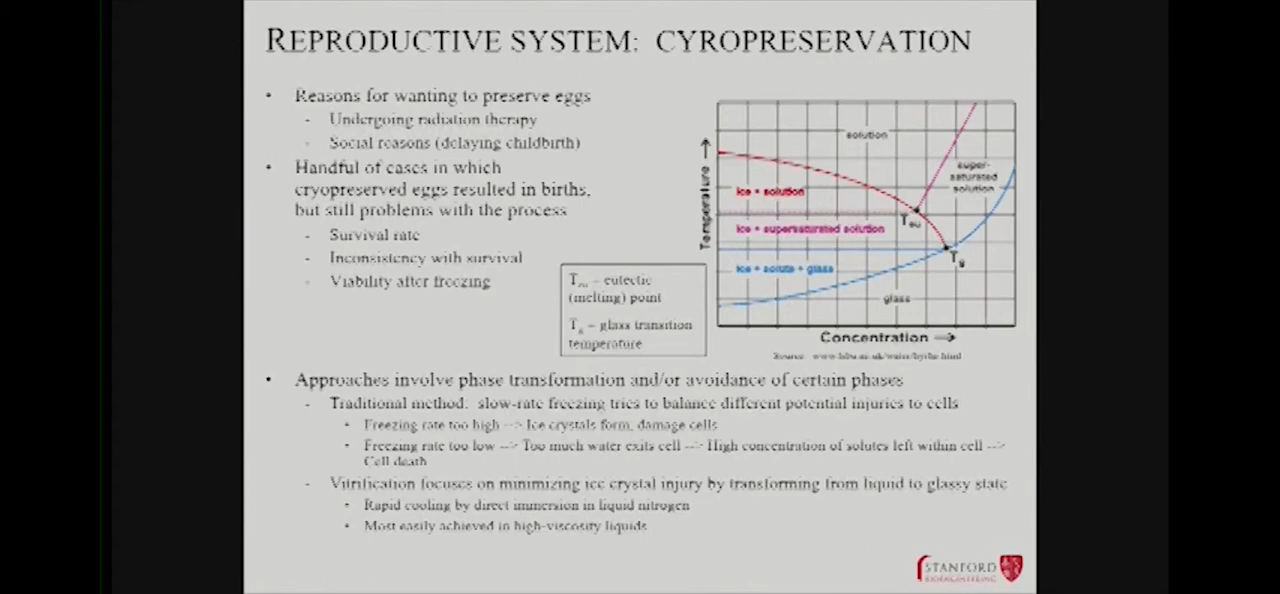 REPRODUCTIVE SYSTEM: CYROPRESERVATION
• Reasons for wanting to preserve eggs
- Undergoing radiation therapy
- Social reasons (delaying childbirth)
• Handful of cases in which
cryopreserved eggs resulted in births,
but still problems with the process
- Survival rate
- Inconsistency with survival
- Viability after freezing
Teu – eutectic
(melting) point
Tg – glass transition
temperature
Temperature →
solution
super-
saturated
solution
ice + solution
Teu
ice + supersaturated solution
Tg
ice + solute + glass
glass
Concentration →
Source:
• Approaches involve phase transformation and/or avoidance of certain phases
- Traditional method: slow-rate freezing tries to balance different potential injuries to cells
• Freezing rate too high --> Ice crystals form, damage cells
• Freezing rate too low --> Too much water exits cell --> High concentration of solutes left within cell -->
Cell death
- Vitrification focuses on minimizing ice crystal injury by transforming from liquid to glassy state
• Rapid cooling by direct immersion in liquid nitrogen
• Most easily achieved in high-viscosity liquids
STANFORD
BIOENGINEERING